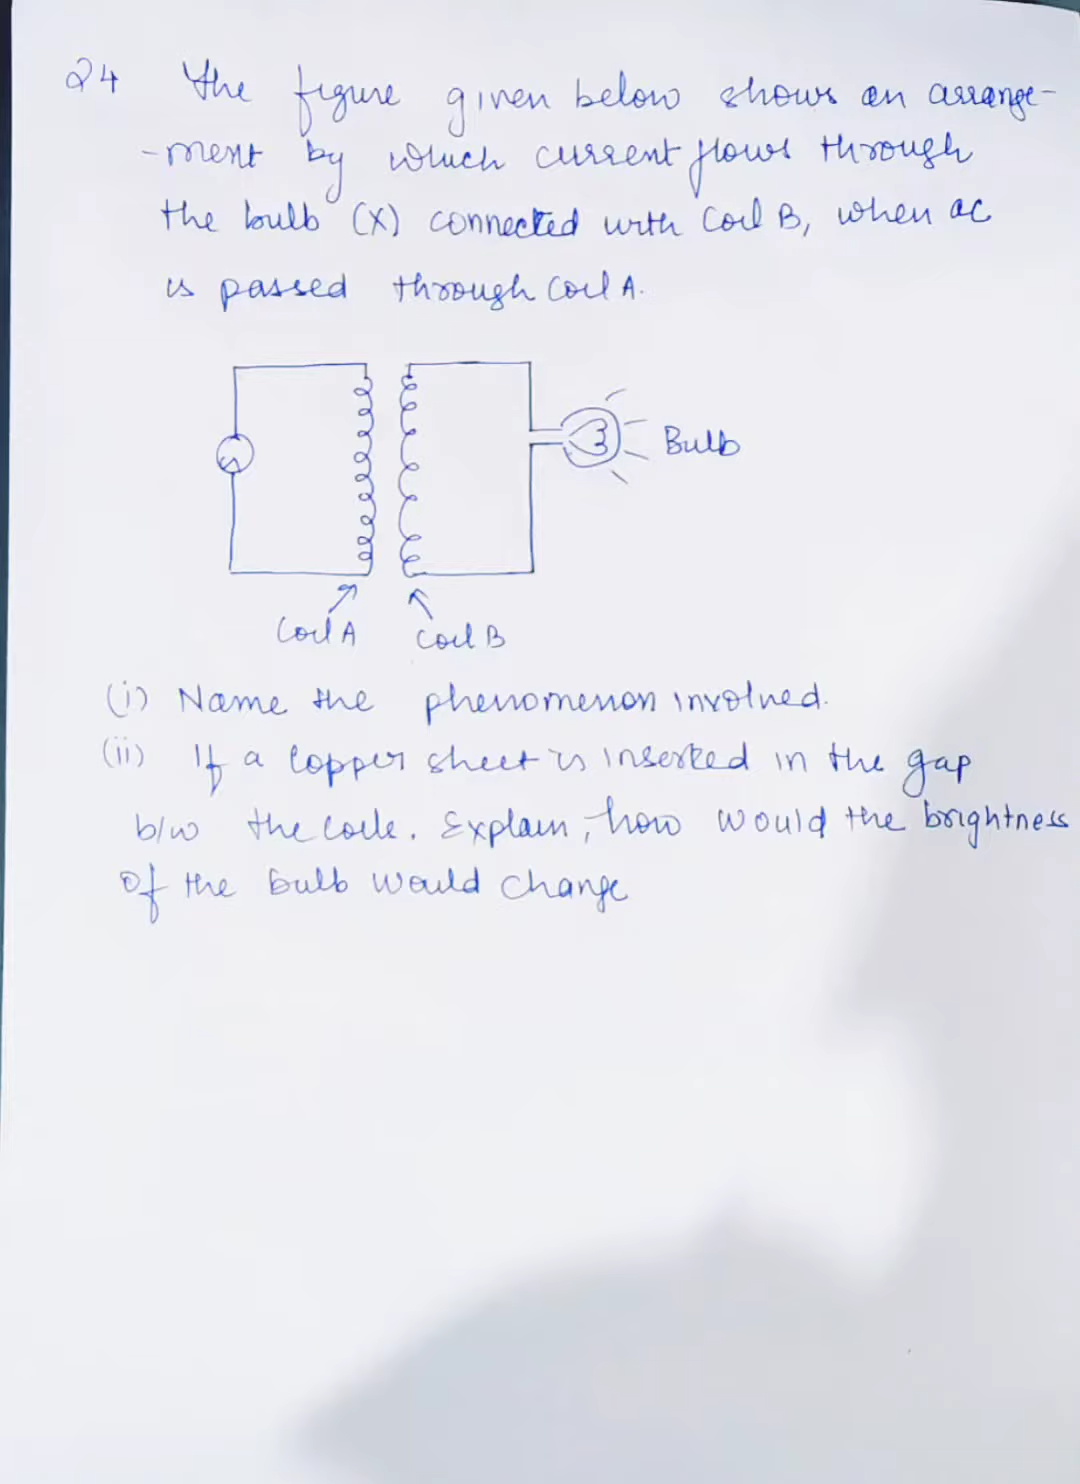 24 The figure given below shows an arrange-
-ment by which current flows through
the bulb (X) connected with coil B, when ac
is passed through coil A.
Bulb
Coil A
Coil B
(i) Name the phenomenon involved.
(ii) If a copper sheet is inserted in the gap
b/w the coils. Explain, how would the brightness
of the bulb would change